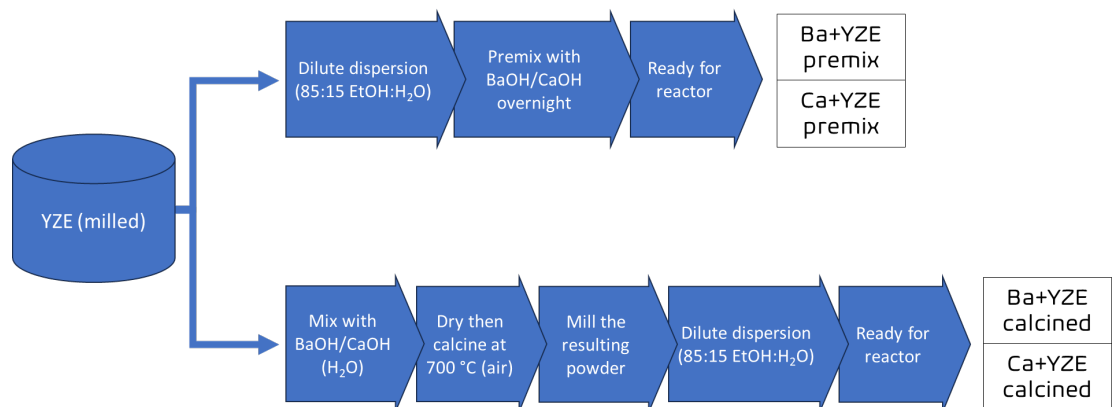 YZE (milled)
Dilute dispersion
(85:15 EtOH:H₂O)
Premix with
BaOH/CaOH
overnight
Ready for
reactor
Ba+YZE
premix
Ca+YZE
premix
Mix with
BaOH/CaOH
(H₂O)
Dry then
calcine at
700 °C (air)
Mill the
resulting
powder
Dilute dispersion
(85:15 EtOH:H₂O)
Ready for
reactor
Ba+YZE
calcined
Ca+YZE
calcined